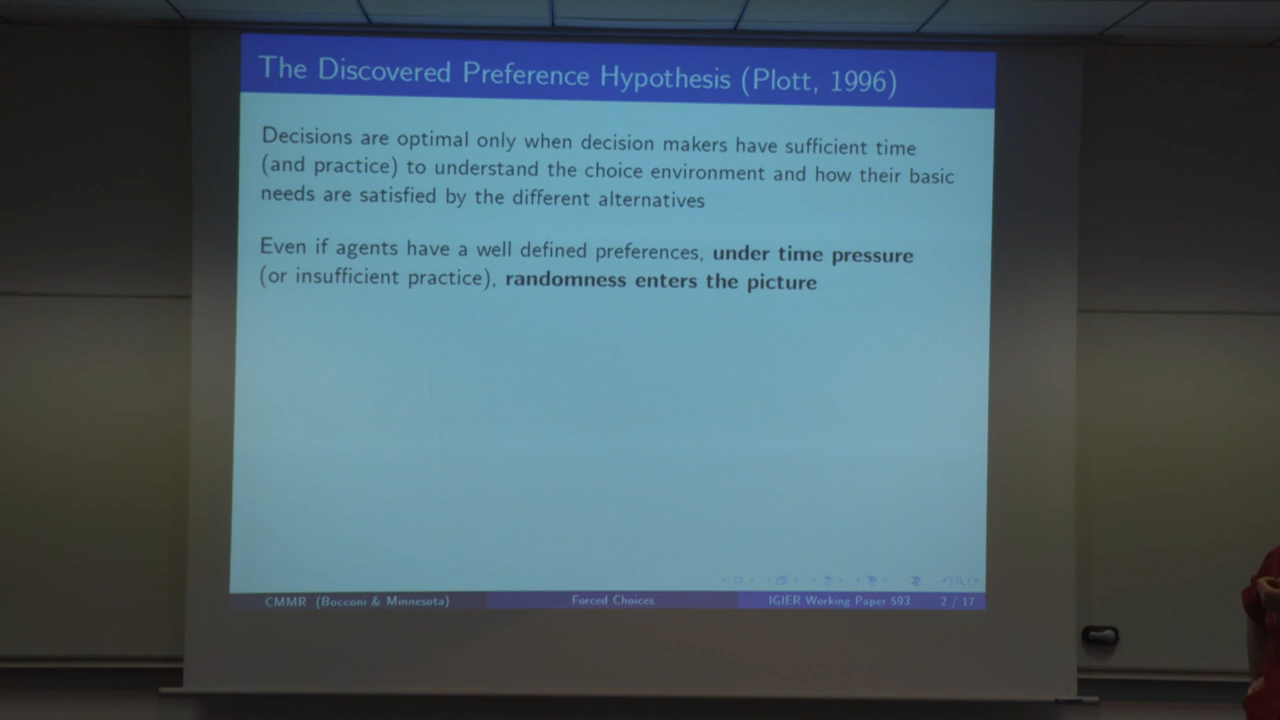 The Discovered Preference Hypothesis (Plott, 1996)
Decisions are optimal only when decision makers have sufficient time
(and practice) to understand the choice environment and how their basic
needs are satisfied by the different alternatives
Even if agents have a well defined preferences, under time pressure
(or insufficient practice), randomness enters the picture
CMMR (Bocconi & Minnesota) Forced Choices IGIER Working Paper 593 2 / 17